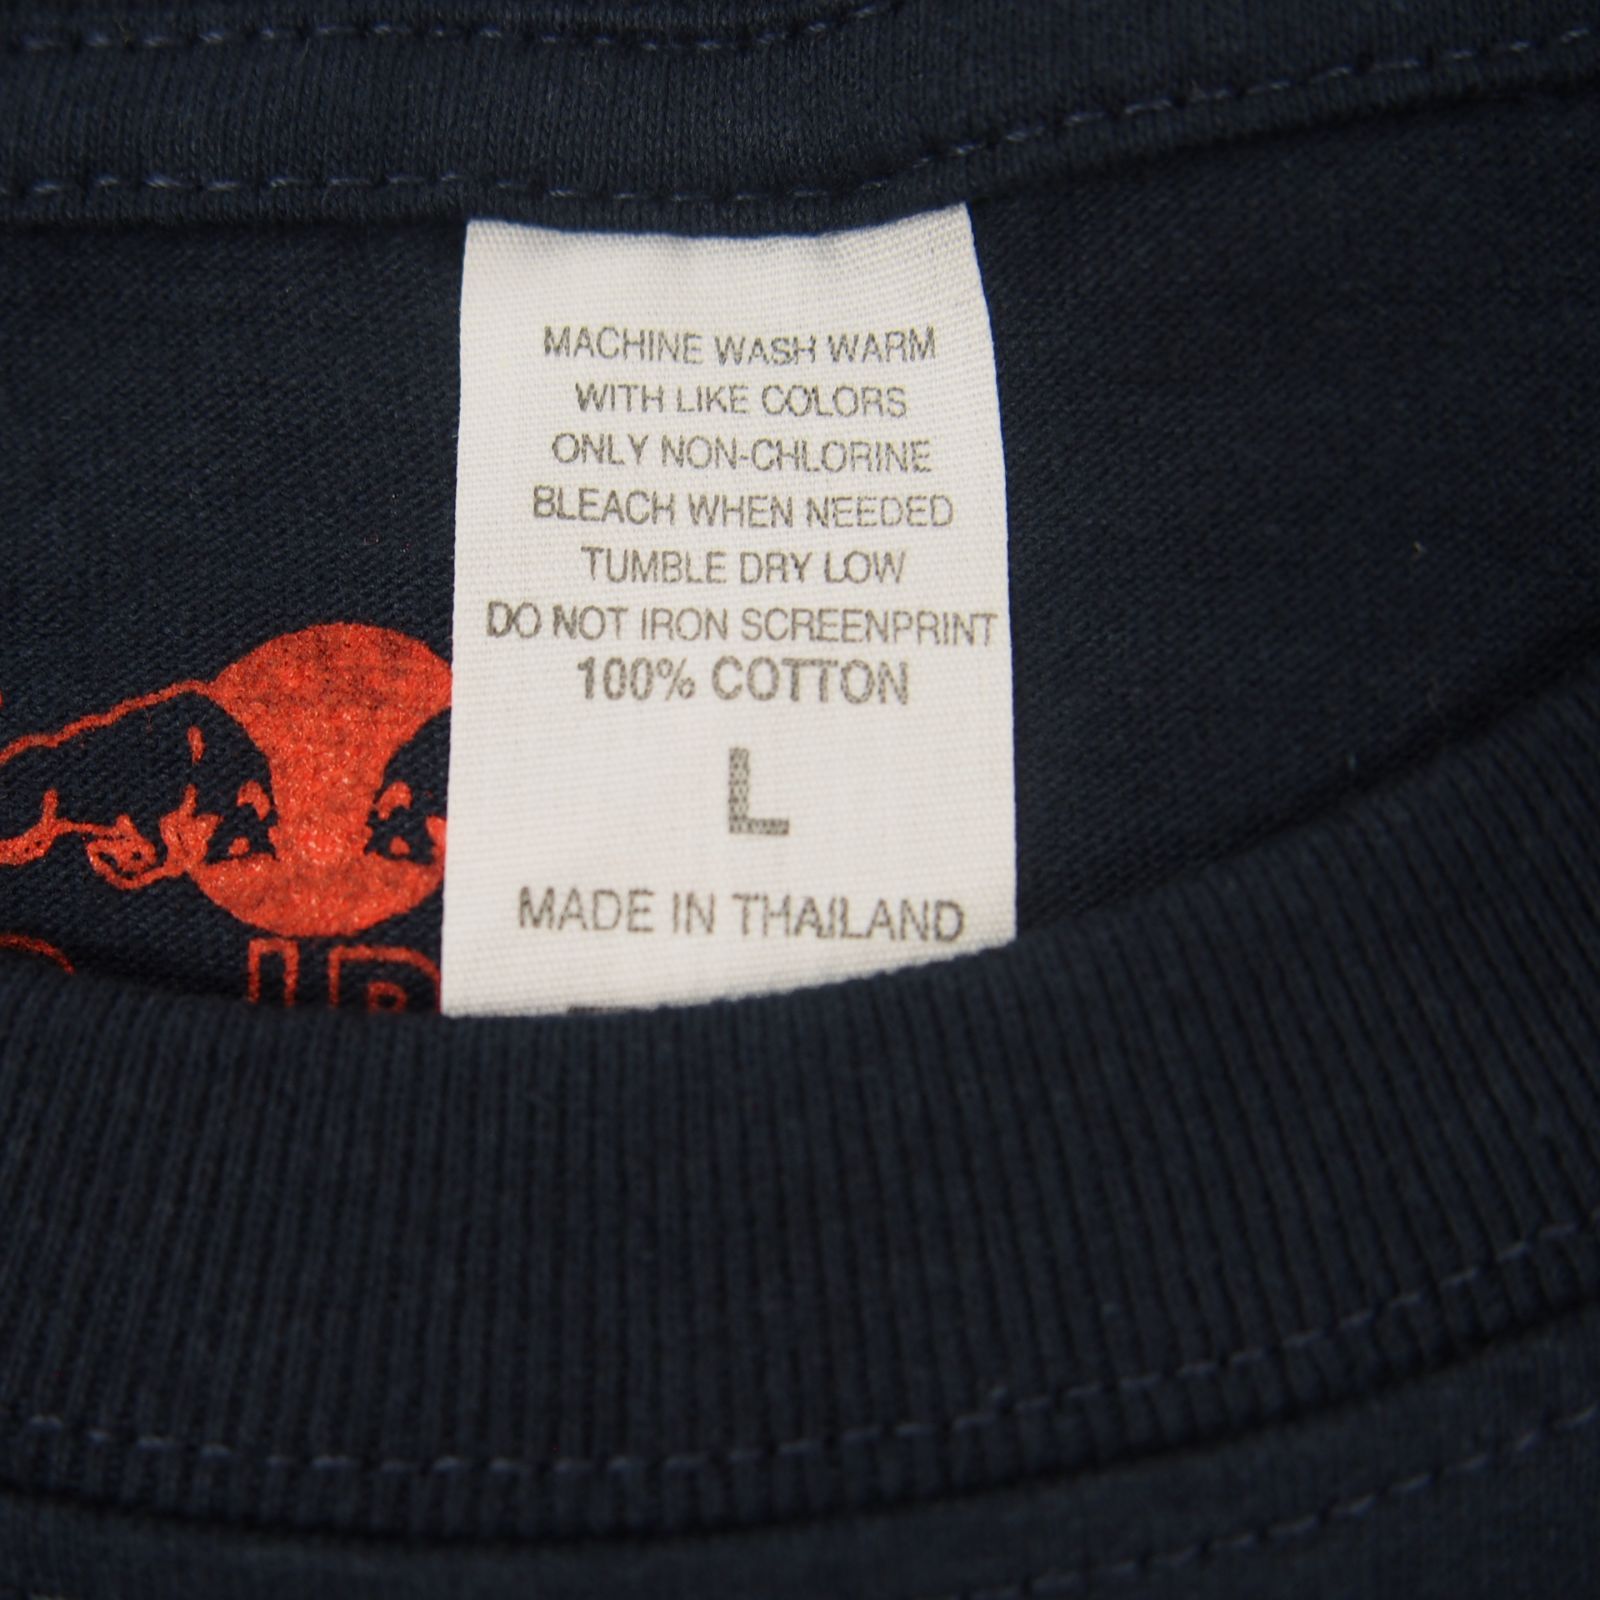 MACHINE WASH WARM
WITH LIKE COLORS
ONLY NON-CHLORINE
BLEACH WHEN NEEDED
TUMBLE DRY LOW
DO NOT IRON SCREENPRINT
100% COTTON
L
MADE IN THAILAND